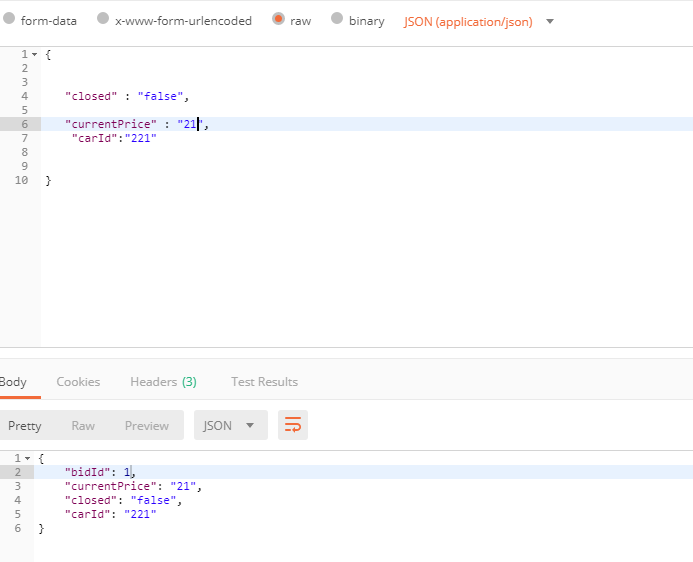 form-data x-www-form-urlencoded raw binary JSON (application/json)
1 {
2
3
4 "closed" : "false",
5
6 "currentPrice" : "21",
7 "carId":"221"
8
9
10 }
Body Cookies Headers (3) Test Results
Pretty Raw Preview JSON
1 {
2 "bidId": 1,
3 "currentPrice": "21",
4 "closed": "false",
5 "carId": "221"
6 }